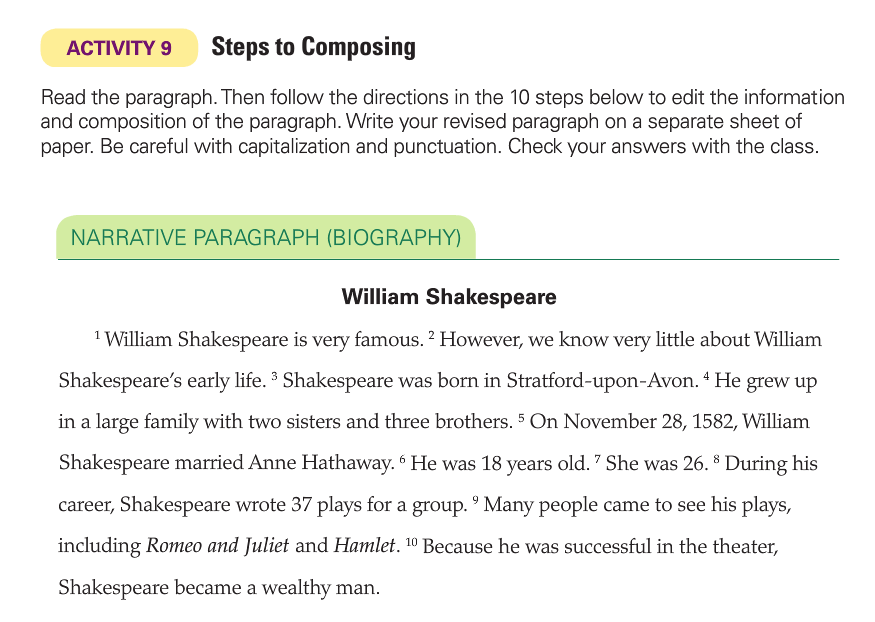 ACTIVITY 9 Steps to Composing
Read the paragraph. Then follow the directions in the 10 steps below to edit the information
and composition of the paragraph. Write your revised paragraph on a separate sheet of
paper. Be careful with capitalization and punctuation. Check your answers with the class.
NARRATIVE PARAGRAPH (BIOGRAPHY)
William Shakespeare
1 William Shakespeare is very famous. 2 However, we know very little about William
Shakespeare’s early life. 3 Shakespeare was born in Stratford-upon-Avon. 4 He grew up
in a large family with two sisters and three brothers. 5 On November 28, 1582, William
Shakespeare married Anne Hathaway. 6 He was 18 years old. 7 She was 26. 8 During his
career, Shakespeare wrote 37 plays for a group. 9 Many people came to see his plays,
including Romeo and Juliet and Hamlet. 10 Because he was successful in the theater,
Shakespeare became a wealthy man.